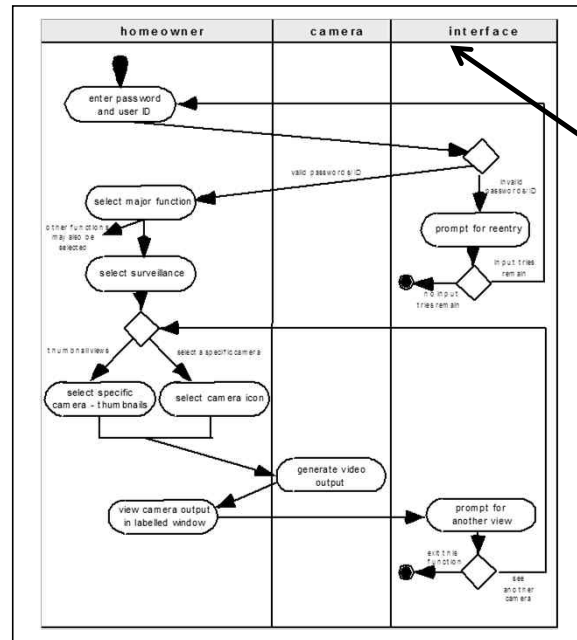 homeowner
camera
interface
enter password
and user ID
valid passwords/ID
invalid
passwords/ID
select major function
prompt for reentry
other functions
may also be
selected
input tries
remain
select surveillance
no input
tries remain
thumbnail views
select a specific camera
select specific
camera - thumbnails
select camera icon
generate video
output
view camera output
in labelled window
prompt for
another view
exit this
function
see
another
camera